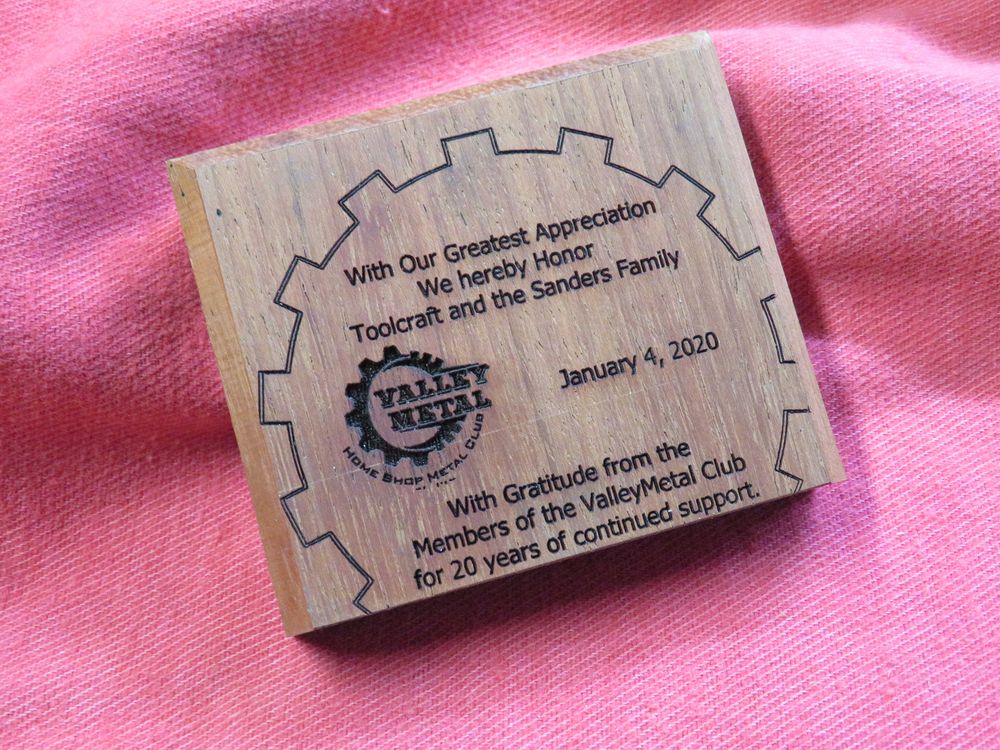 With Our Greatest Appreciation
We hereby Honor
Toolcraft and the Sanders Family
January 4, 2020
VALLEY
METAL
HOME SHOP METAL CLUB
With Gratitude from the
Members of the ValleyMetal Club
for 20 years of continued support.